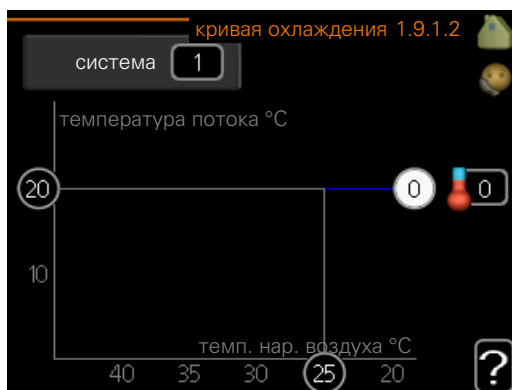 кривая охлаждения 1.9.1.2
система 1
температура потока °C
20 0 0
10
темп. нар. воздуха °C
40 35 30 25 20
?